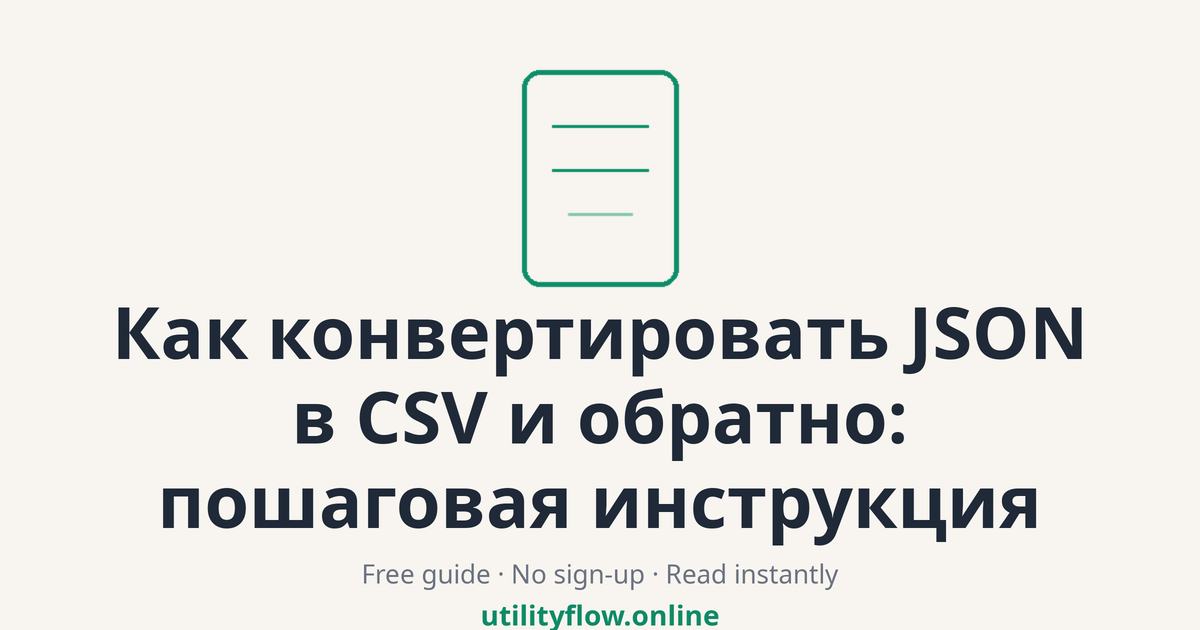 Как конвертировать JSON
в CSV и обратно:
пошаговая инструкция
Free guide · No sign-up · Read instantly
utilityflow.online